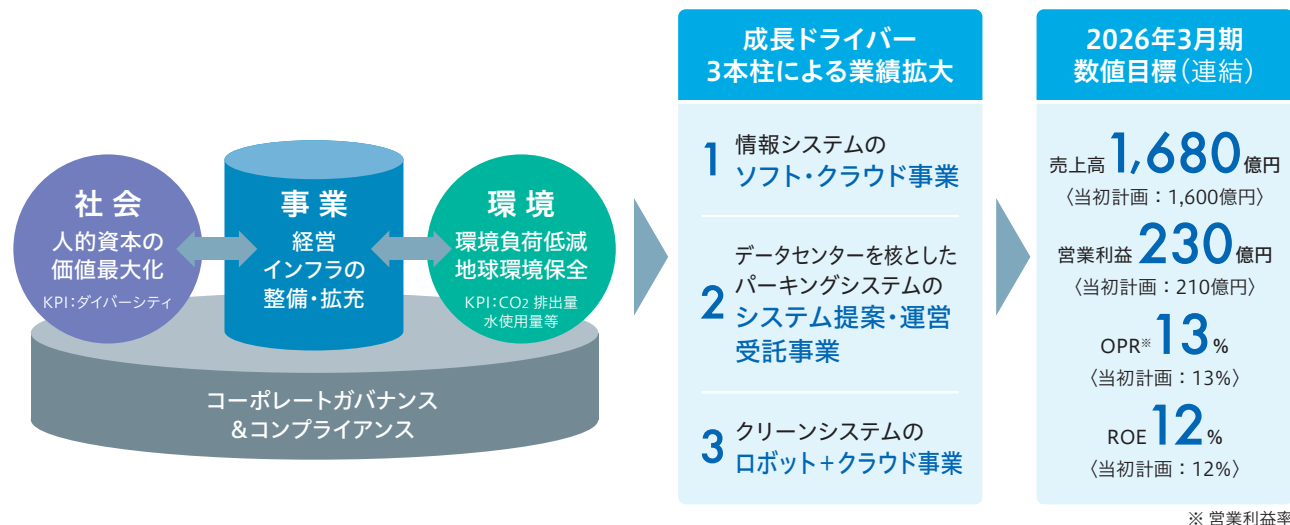 社会
人的資本の
価値最大化
KPI：ダイバーシティ
事業
経営
インフラの
整備・拡充
環境
環境負荷低減
地球環境保全
KPI：CO2 排出量
水使用量等
コーポレートガバナンス
＆コンプライアンス
成長ドライバー
3本柱による業績拡大
1 情報システムの
ソフト・クラウド事業
2 データセンターを核とした
パーキングシステムの
システム提案・運営
受託事業
3 クリーンシステムの
ロボット＋クラウド事業
2026年3月期
数値目標（連結）
売上高 1,680 億円
〈当初計画：1,600億円〉
営業利益 230 億円
〈当初計画：210億円〉
OPR※ 13 %
〈当初計画：13%〉
ROE 12 %
〈当初計画：12%〉
※ 営業利益率